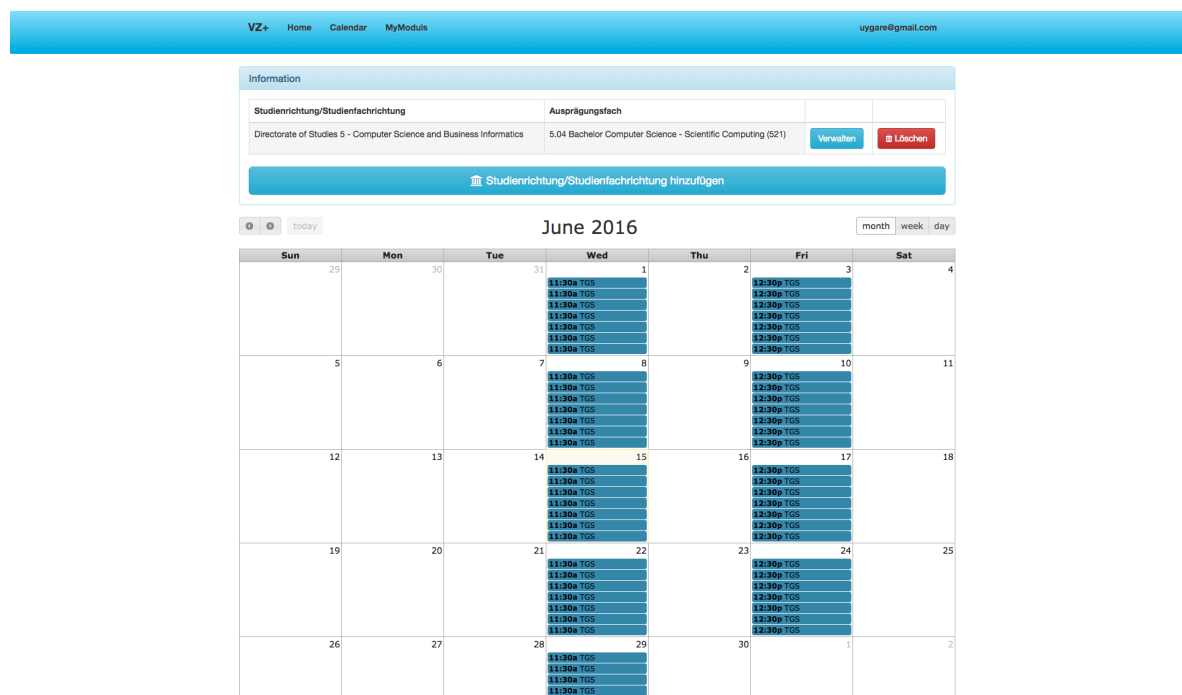 VZ+ Home Calendar MyModuls uygare@gmail.com
Information
Studienrichtung/Studienfachrichtung Ausprägungsfach
Directorate of Studies 5 - Computer Science and Business Informatics 5.04 Bachelor Computer Science - Scientific Computing (521) Verwalten Löschen
Studienrichtung/Studienfachrichtung hinzufügen
today June 2016 month week day
Sun Mon Tue Wed Thu Fri Sat
29 30 31 1 2 3 4
11:30a TGS 12:30p TGS
11:30a TGS 12:30p TGS
11:30a TGS 12:30p TGS
11:30a TGS 12:30p TGS
11:30a TGS 12:30p TGS
11:30a TGS 12:30p TGS
11:30a TGS 12:30p TGS
5 6 7 8 9 10 11
11:30a TGS 12:30p TGS
11:30a TGS 12:30p TGS
11:30a TGS 12:30p TGS
11:30a TGS 12:30p TGS
11:30a TGS 12:30p TGS
11:30a TGS 12:30p TGS
11:30a TGS 12:30p TGS
12 13 14 15 16 17 18
11:30a TGS 12:30p TGS
11:30a TGS 12:30p TGS
11:30a TGS 12:30p TGS
11:30a TGS 12:30p TGS
11:30a TGS 12:30p TGS
11:30a TGS 12:30p TGS
11:30a TGS 12:30p TGS
19 20 21 22 23 24 25
11:30a TGS 12:30p TGS
11:30a TGS 12:30p TGS
11:30a TGS 12:30p TGS
11:30a TGS 12:30p TGS
11:30a TGS 12:30p TGS
11:30a TGS 12:30p TGS
11:30a TGS 12:30p TGS
26 27 28 29 30 1 2
11:30a TGS
11:30a TGS
11:30a TGS
11:30a TGS